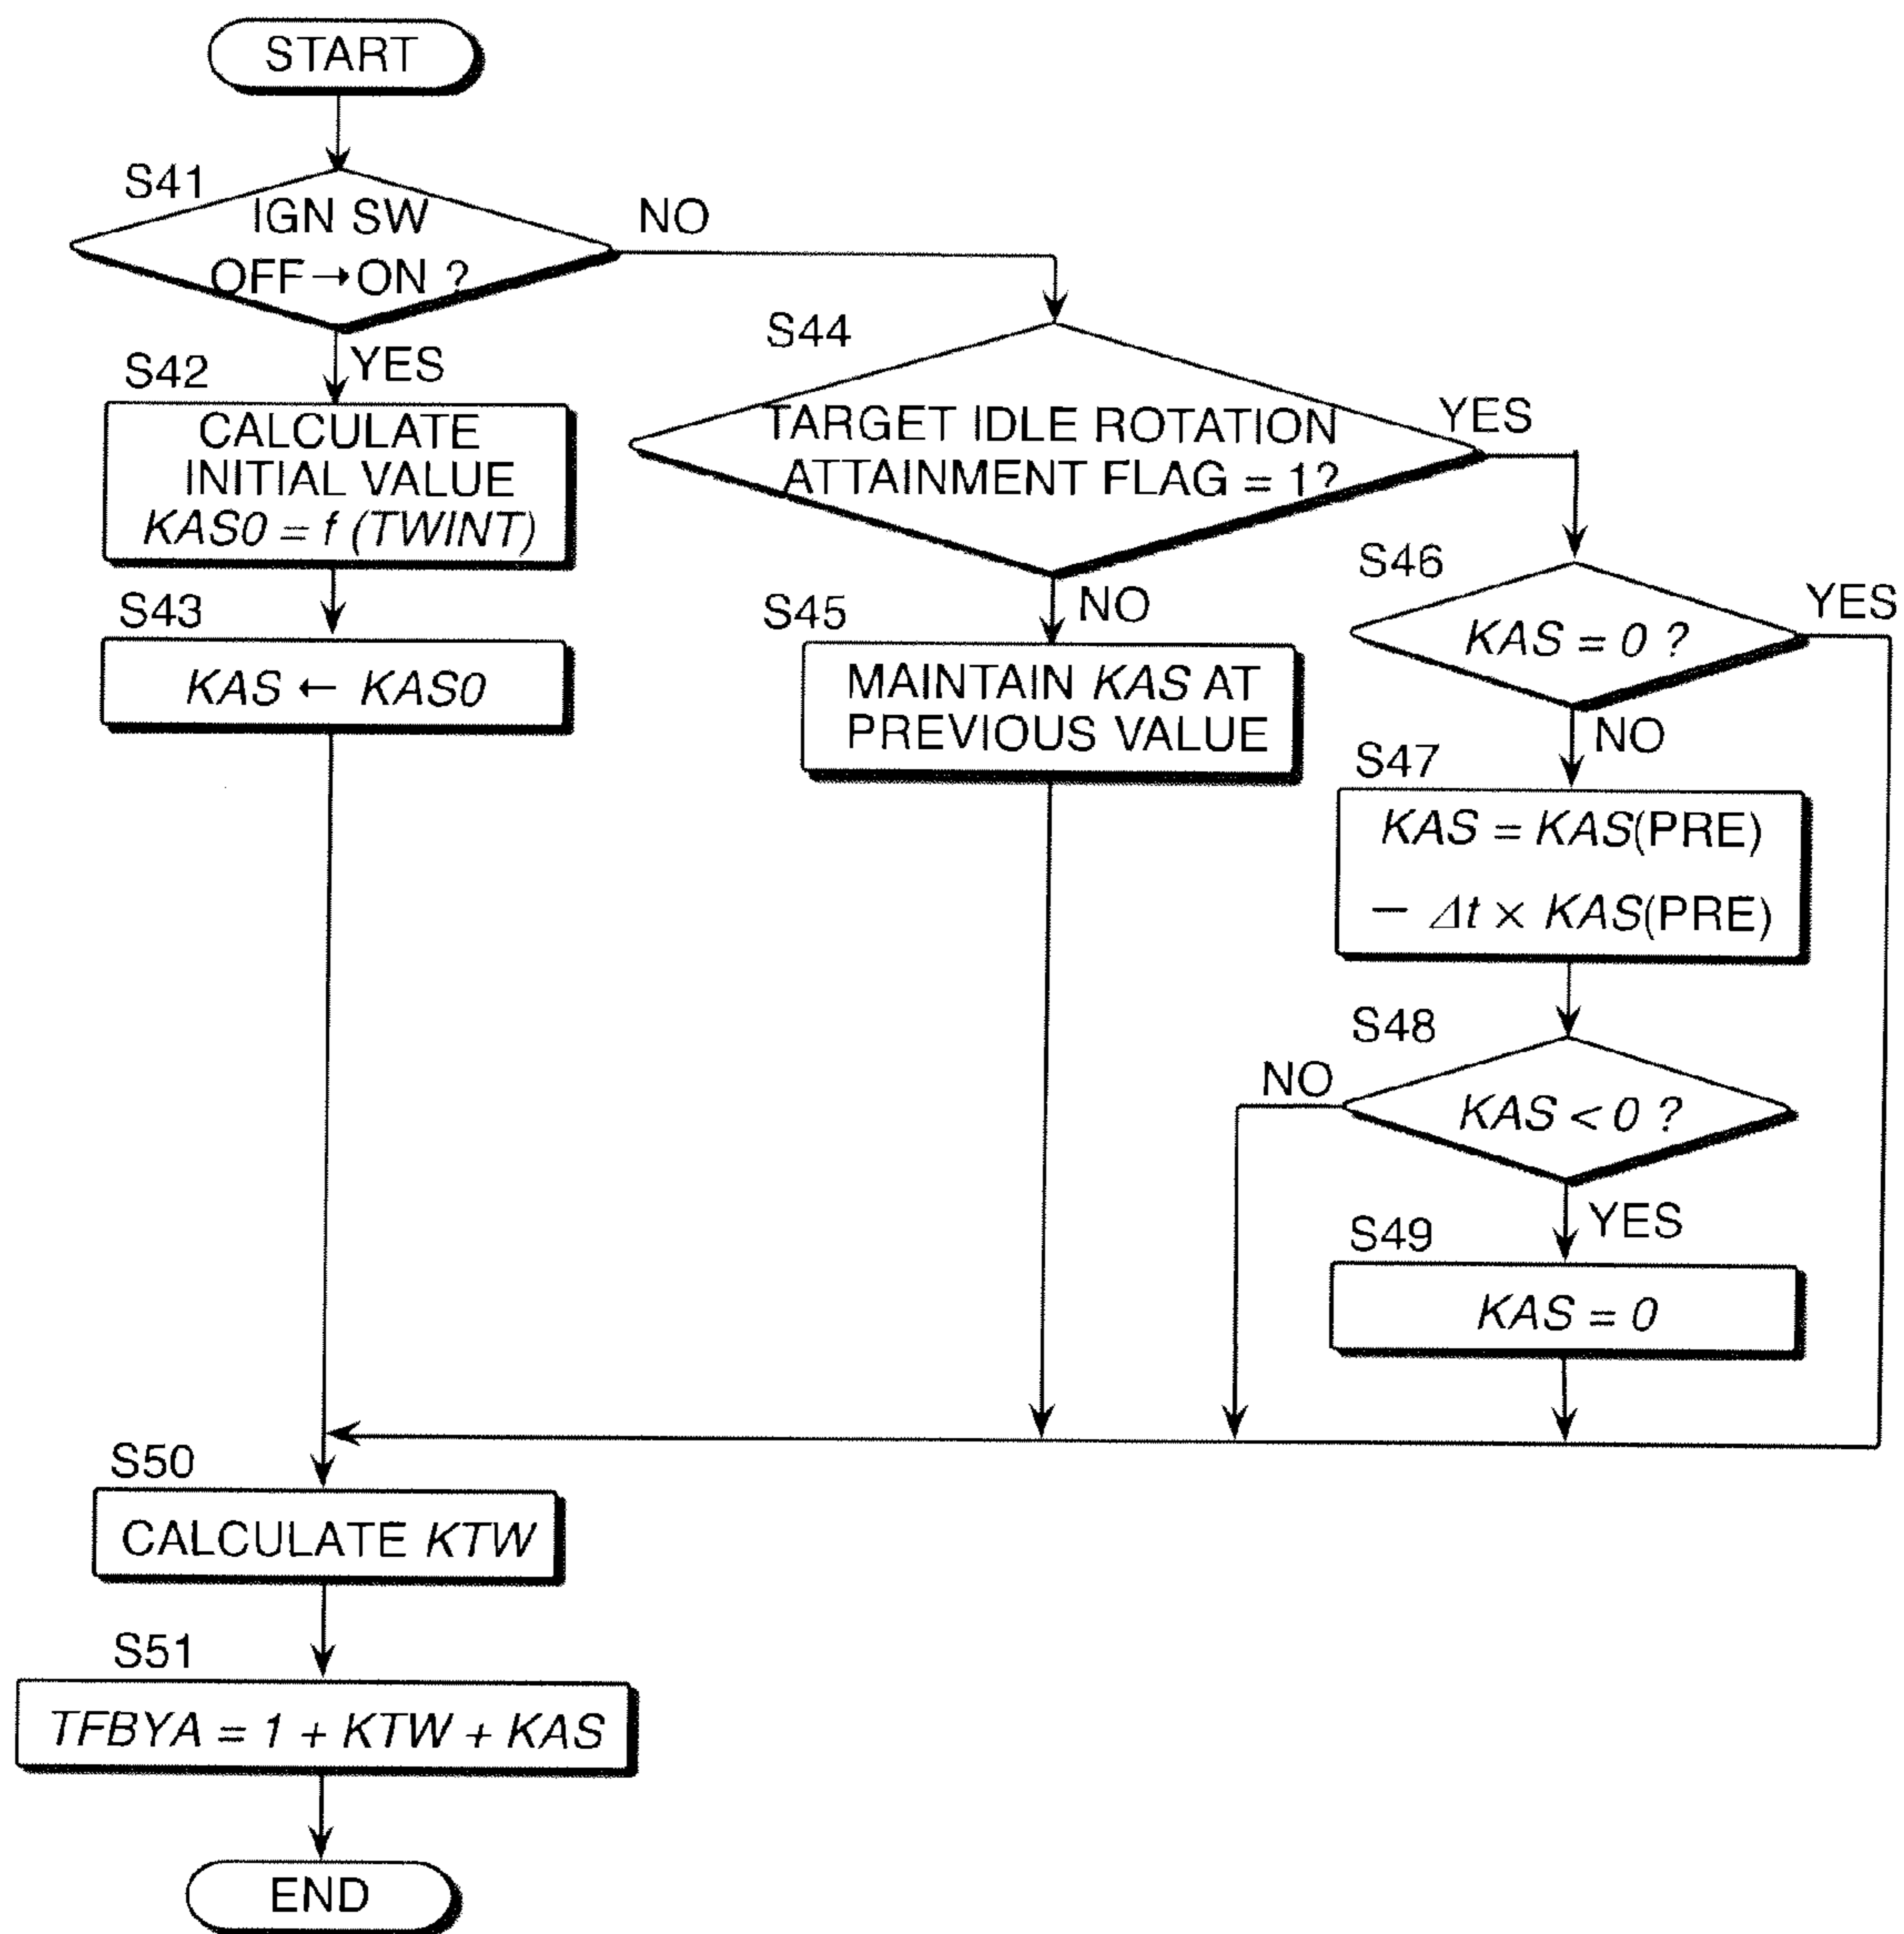 START
S41
IGN SW
OFF→ON ?
NO
YES
S42
CALCULATE
INITIAL VALUE
KAS0 = f (TWINT)
S43
KAS ← KAS0
S44
TARGET IDLE ROTATION
ATTAINMENT FLAG = 1?
YES
NO
S45
MAINTAIN KAS AT
PREVIOUS VALUE
S46
KAS = 0 ?
YES
NO
S47
KAS = KAS(PRE)
− Δt × KAS(PRE)
S48
KAS < 0 ?
NO
YES
S49
KAS = 0
S50
CALCULATE KTW
S51
TFBYA = 1 + KTW + KAS
END